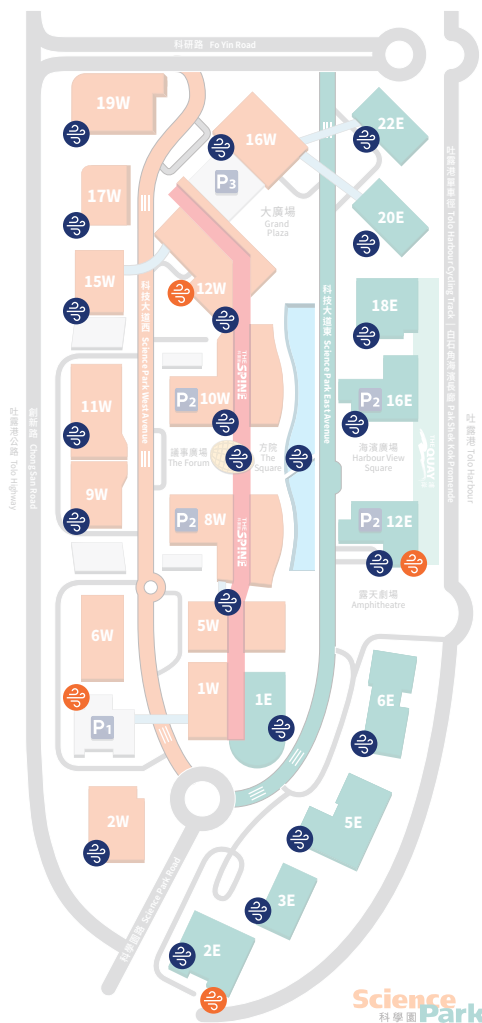 科研路 Fo Yin Road
19W
16W
22E
P3
17W
20E
大廣場
Grand
Plaza
吐露港單車徑 Tolo Harbour Cycling Track | 白石角海濱長廊 Pak Shek Kok Promenade
15W
12W
18E
科技大道西 Science Park West Avenue
科技大道東 Science Park East Avenue
THE SPINE
11W
P2 10W
P2 16E
吐露港公路 Tolo Highway
創新路 Chong San Road
吐露港 Tolo Harbour
議事廣場
The Forum
方院
The
Square
海濱廣場
Harbour View
Square
THE QUAY
9W
P2 8W
THE SPINE
P2 12E
露天劇場
Amphitheatre
6W
5W
1W
1E
6E
P1
2W
5E
3E
科學園路 Science Park Road
2E
Science
科學園 Park